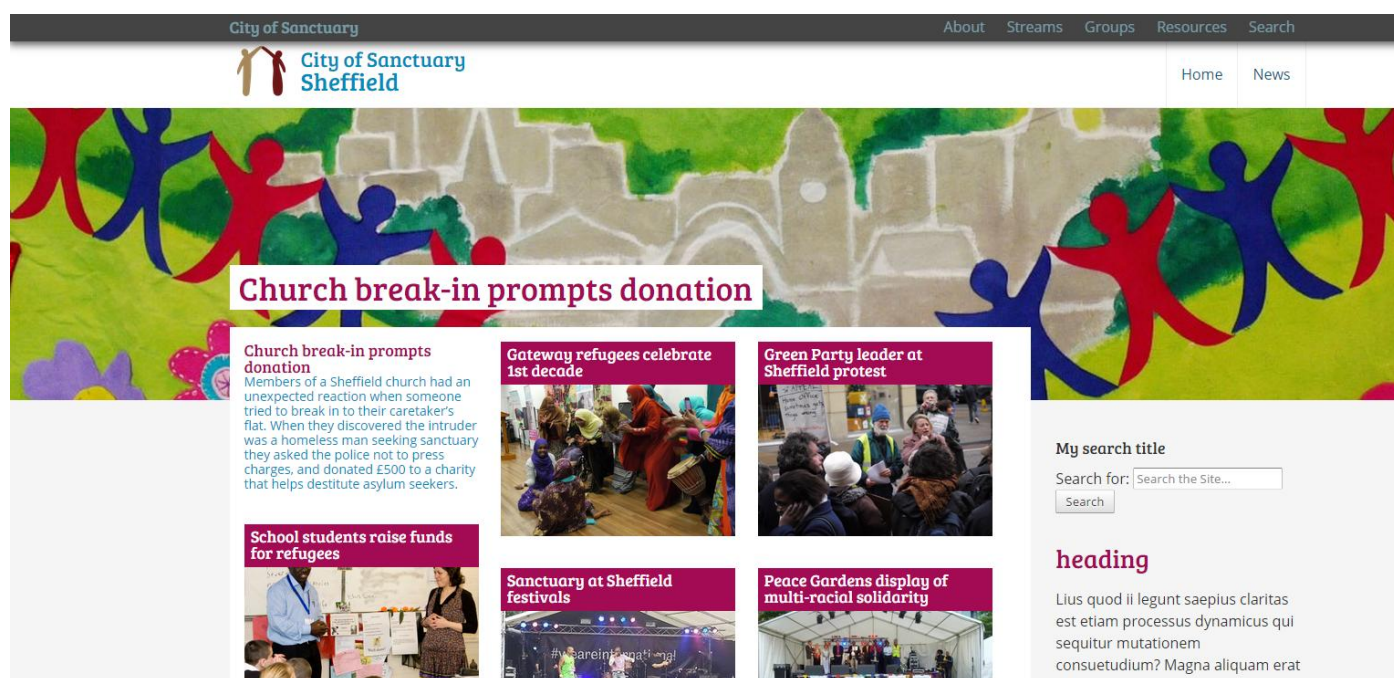 City of Sanctuary
About Streams Groups Resources Search
City of Sanctuary
Sheffield
Home News
Church break-in prompts donation
Church break-in prompts
donation
Members of a Sheffield church had an
unexpected reaction when someone
tried to break in to their caretaker's
flat. When they discovered the intruder
was a homeless man seeking sanctuary
they asked the police not to press
charges, and donated £500 to a charity
that helps destitute asylum seekers.
School students raise funds
for refugees
Gateway refugees celebrate
1st decade
Sanctuary at Sheffield
festivals
Green Party leader at
Sheffield protest
Peace Gardens display of
multi-racial solidarity
My search title
Search for: Search the Site...
Search
heading
Lius quod ii legunt saepius claritas
est etiam processus dynamicus qui
sequitur mutationem
consuetudium? Magna aliquam erat